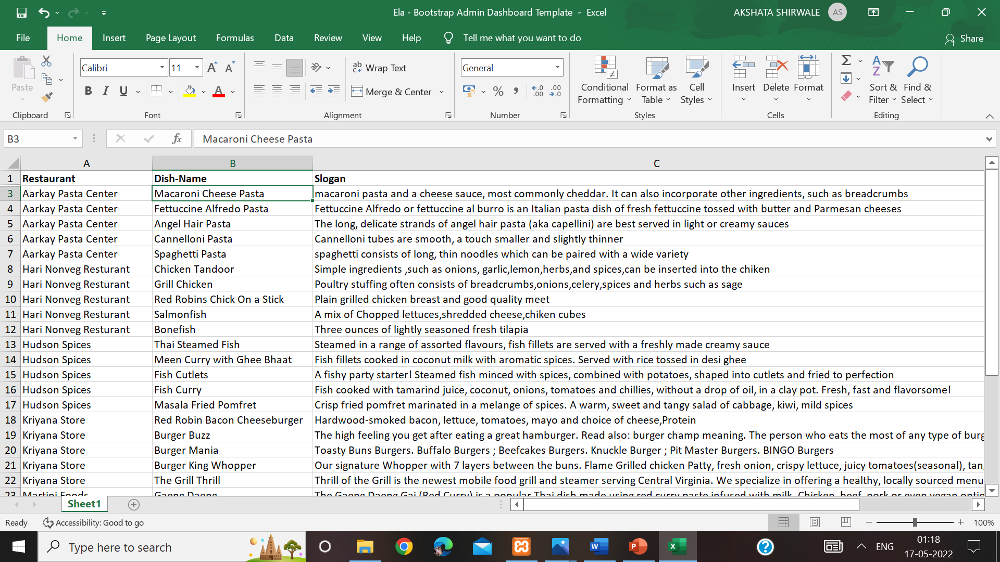 Ela - Bootstrap Admin Dashboard Template - Excel
AKSHATA SHIRWALE AS
File Home Insert Page Layout Formulas Data Review View Help Tell me what you want to do Share
Paste
Clipboard
Calibri 11
B I U
Font
Wrap Text
Merge & Center
Alignment
General
Number
Conditional Formatting
Format as Table
Cell Styles
Styles
Insert Delete Format
Cells
Sort & Filter
Find & Select
Editing
B3 fx Macaroni Cheese Pasta
A B C
1 Restaurant Dish-Name Slogan
3 Aarkay Pasta Center Macaroni Cheese Pasta macaroni pasta and a cheese sauce, most commonly cheddar. It can also incorporate other ingredients, such as breadcrumbs
4 Aarkay Pasta Center Fettuccine Alfredo Pasta Fettuccine Alfredo or fettuccine al burro is an Italian pasta dish of fresh fettuccine tossed with butter and Parmesan cheeses
5 Aarkay Pasta Center Angel Hair Pasta The long, delicate strands of angel hair pasta (aka capellini) are best served in light or creamy sauces
6 Aarkay Pasta Center Cannelloni Pasta Cannelloni tubes are smooth, a touch smaller and slightly thinner
7 Aarkay Pasta Center Spaghetti Pasta spaghetti consists of long, thin noodles which can be paired with a wide variety
8 Hari Nonveg Resturant Chicken Tandoor Simple ingredients ,such as onions, garlic,lemon,herbs,and spices,can be inserted into the chiken
9 Hari Nonveg Resturant Grill Chicken Poultry stuffing often consists of breadcrumbs,onions,celery,spices and herbs such as sage
10 Hari Nonveg Resturant Red Robins Chick On a Stick Plain grilled chicken breast and good quality meet
11 Hari Nonveg Resturant Salmonfish A mix of Chopped lettuces,shredded cheese,chiken cubes
12 Hari Nonveg Resturant Bonefish Three ounces of lightly seasoned fresh tilapia
13 Hudson Spices Thai Steamed Fish Steamed in a range of assorted flavours, fish fillets are served with a freshly made creamy sauce
14 Hudson Spices Meen Curry with Ghee Bhaat Fish fillets cooked in coconut milk with aromatic spices. Served with rice tossed in desi ghee
15 Hudson Spices Fish Cutlets A fishy party starter! Steamed fish minced with spices, combined with potatoes, shaped into cutlets and fried to perfection
16 Hudson Spices Fish Curry Fish cooked with tamarind juice, coconut, onions, tomatoes and chillies, without a drop of oil, in a clay pot. Fresh, fast and flavorsome!
17 Hudson Spices Masala Fried Pomfret Crisp fried pomfret marinated in a melange of spices. A warm, sweet and tangy salad of cabbage, kiwi, mild spices
18 Kriyana Store Red Robin Bacon Cheeseburger Hardwood-smoked bacon, lettuce, tomatoes, mayo and choice of cheese,Protein
19 Kriyana Store Burger Buzz The high feeling you get after eating a great hamburger. Read also: burger champ meaning. The person who eats the most of any type of burg
20 Kriyana Store Burger Mania Toasty Buns Burgers. Buffalo Burgers ; Beefcakes Burgers. Knuckle Burger ; Pit Master Burgers. BINGO Burgers
21 Kriyana Store Burger King Whopper Our signature Whopper with 7 layers between the buns. Flame Grilled chicken Patty, fresh onion, crispy lettuce, juicy tomatoes(seasonal), tan
22 Kriyana Store The Grill Thrill Thrill of the Grill is the newest mobile food grill and steamer serving Central Virginia. We specialize in offering a healthy, locally sourced menu
23 Martini Foods Gaeng Daeng The Gaeng Daeng Gai (Red Curry) is a popular Thai dish made using red curry paste infused with milk. Chicken, beef, pork or even vegan optio
Sheet1
Ready Accessibility: Good to go 100%
Type here to search
ENG
01:18
17-05-2022